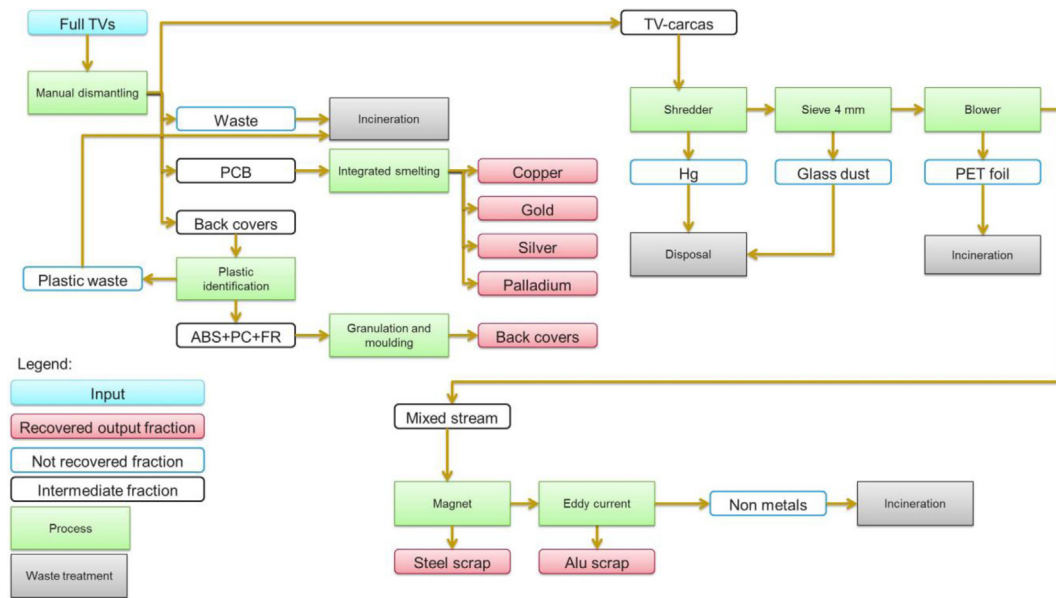 Full TVs
TV-carcas
Manual dismantling
Shredder
Sieve 4 mm
Blower
Waste
Incineration
PCB
Integrated smelting
Copper
Hg
Glass dust
PET foil
Gold
Back covers
Silver
Disposal
Incineration
Plastic waste
Plastic
identification
Palladium
ABS+PC+FR
Granulation and
moulding
Back covers
Legend:
Input
Recovered output fraction
Not recovered fraction
Intermediate fraction
Process
Waste treatment
Mixed stream
Magnet
Eddy current
Non metals
Incineration
Steel scrap
Alu scrap